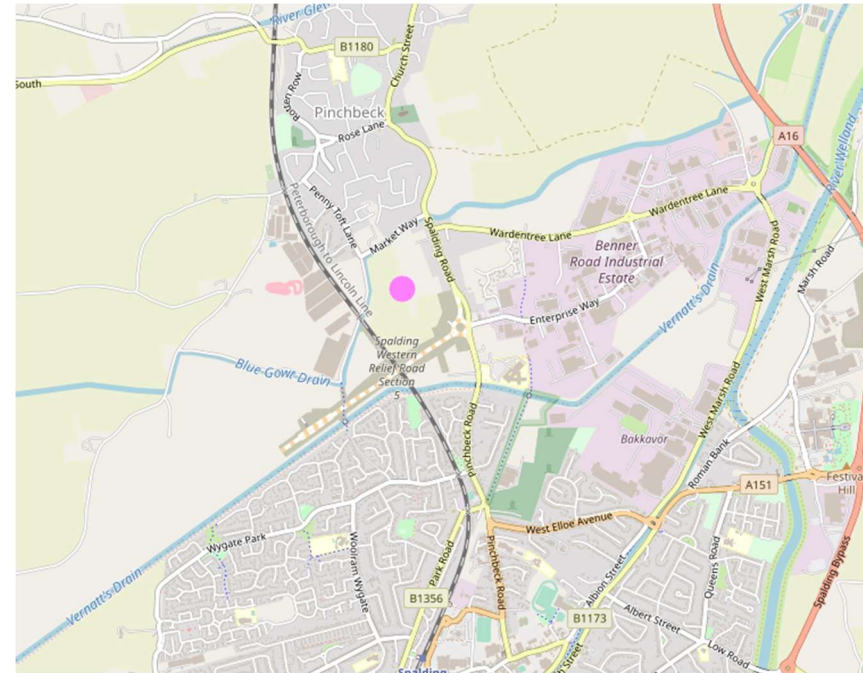 River Glen
B1180
Church Street
South
Rotten Row
Pinchbeck
Rose Lane
A16
River Welland
Penny Toft Lane
Peterborough to Lincoln Line
Market Way
Spalding Road
Wardentree Lane
Wardentree Lane
Benner
Road Industrial
Estate
West Marsh Road
Marsh Road
Enterprise Way
Vernatt's Drain
Spalding
Western
Relief Road
Section
5
Blue Gowt Drain
Pinchbeck Road
West Marsh Road
Bakkavor
Roman Bank
A151
Festival
Hill
Wygate Park
Woolram Wygate
West Elloe Avenue
Pinchbeck Road
Park Road
Queens Road
Spalding Bypass
Vernatt's Drain
B1356
Albion Street
Albert Street
B1173
Low Road
Spalding